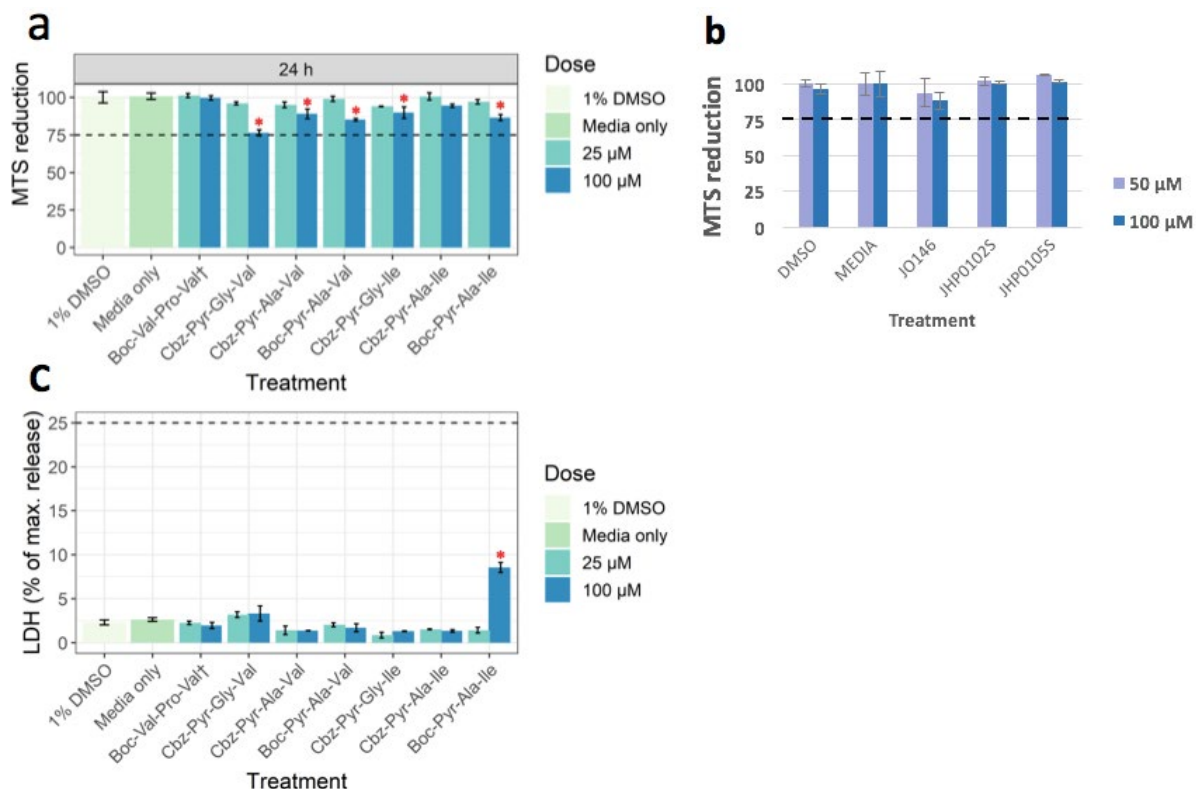 a
24 h
MTS reduction
100
75
50
25
0
1% DMSO
Media only
Boc-Val-Pro-Val†
Cbz-Pyr-Gly-Val
Cbz-Pyr-Ala-Val
Boc-Pyr-Ala-Val
Cbz-Pyr-Gly-Ile
Cbz-Pyr-Ala-Ile
Boc-Pyr-Ala-Ile
Treatment
* * * * *
Dose
1% DMSO
Media only
25 µM
100 µM
b
MTS reduction
100
75
50
25
0
DMSO
MEDIA
JO146
JHP0102S
JHP0105S
Treatment
50 µM
100 µM
c
LDH (% of max. release)
25
20
15
10
5
0
*
1% DMSO
Media only
Boc-Val-Pro-Val†
Cbz-Pyr-Gly-Val
Cbz-Pyr-Ala-Val
Boc-Pyr-Ala-Val
Cbz-Pyr-Gly-Ile
Cbz-Pyr-Ala-Ile
Boc-Pyr-Ala-Ile
Treatment
Dose
1% DMSO
Media only
25 µM
100 µM